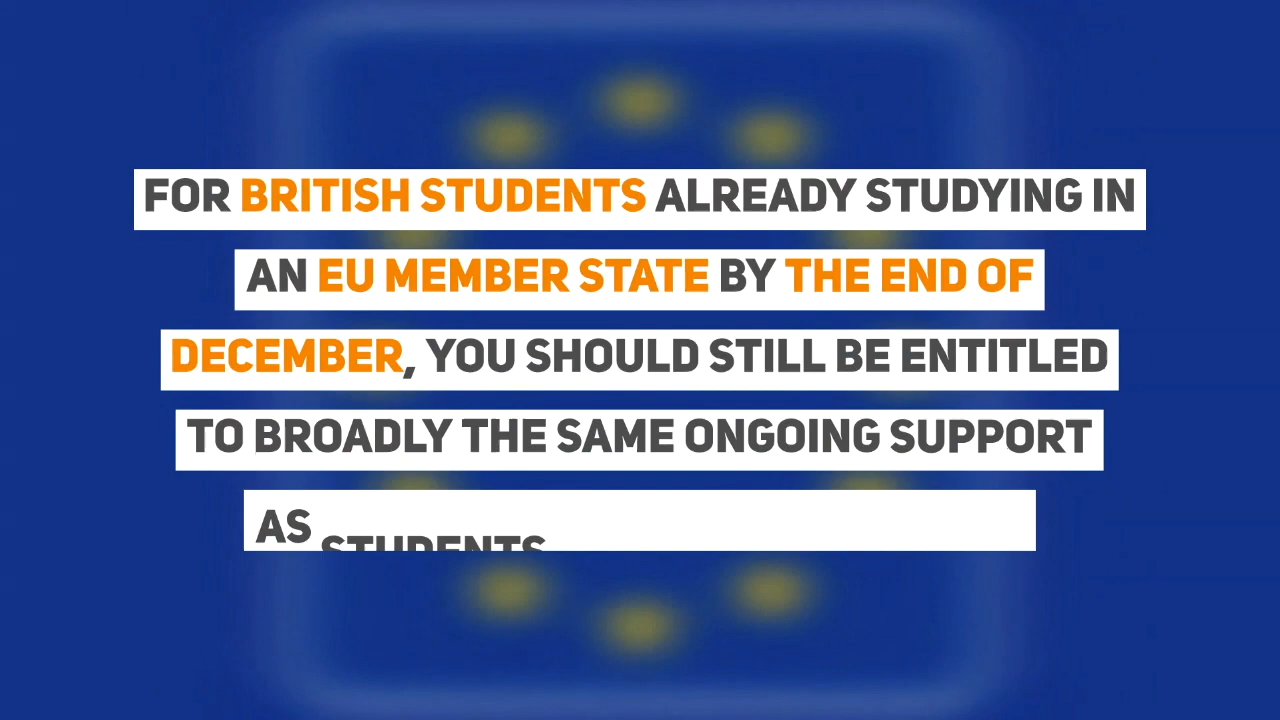 FOR BRITISH STUDENTS ALREADY STUDYING IN
AN EU MEMBER STATE BY THE END OF
DECEMBER, YOU SHOULD STILL BE ENTITLED
TO BROADLY THE SAME ONGOING SUPPORT
AS STUDENTS